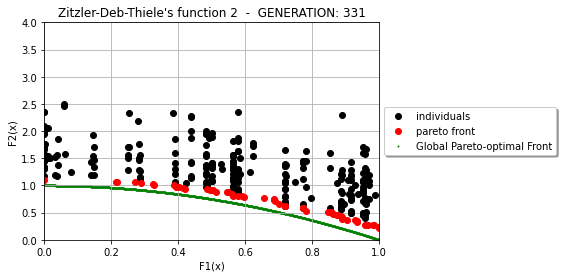 Zitzler-Deb-Thiele's function 2 - GENERATION: 331
4.0
3.5
3.0
2.5
2.0
1.5
1.0
0.5
0.0
F2(x)
0.0 0.2 0.4 0.6 0.8 1.0
F1(x)
individuals
pareto front
Global Pareto-optimal Front